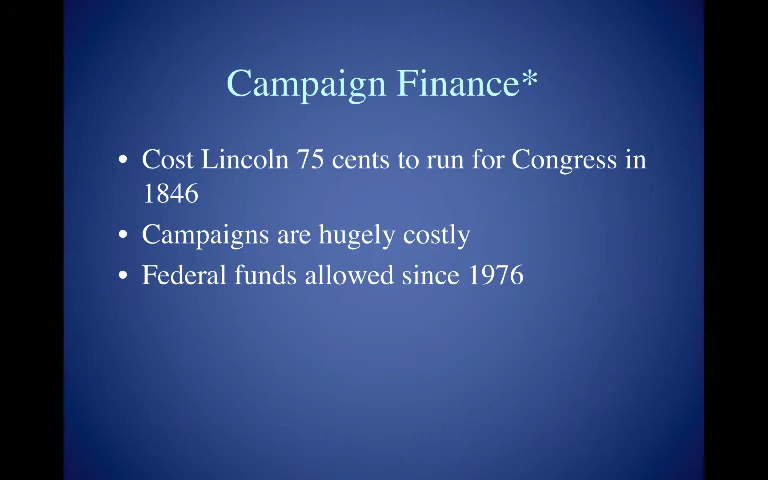 Campaign Finance*
• Cost Lincoln 75 cents to run for Congress in
1846
• Campaigns are hugely costly
• Federal funds allowed since 1976